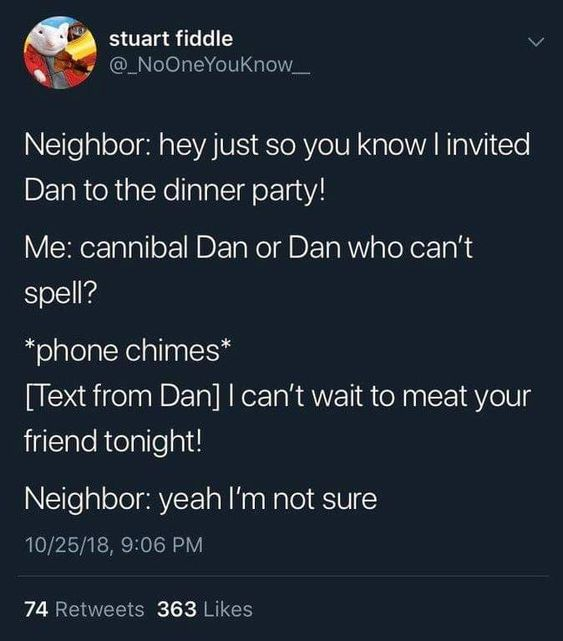 stuart fiddle
@_NoOneYouKnow__
Neighbor: hey just so you know I invited
Dan to the dinner party!
Me: cannibal Dan or Dan who can't
spell?
*phone chimes*
[Text from Dan] I can't wait to meat your
friend tonight!
Neighbor: yeah I'm not sure
10/25/18, 9:06 PM
74 Retweets 363 Likes